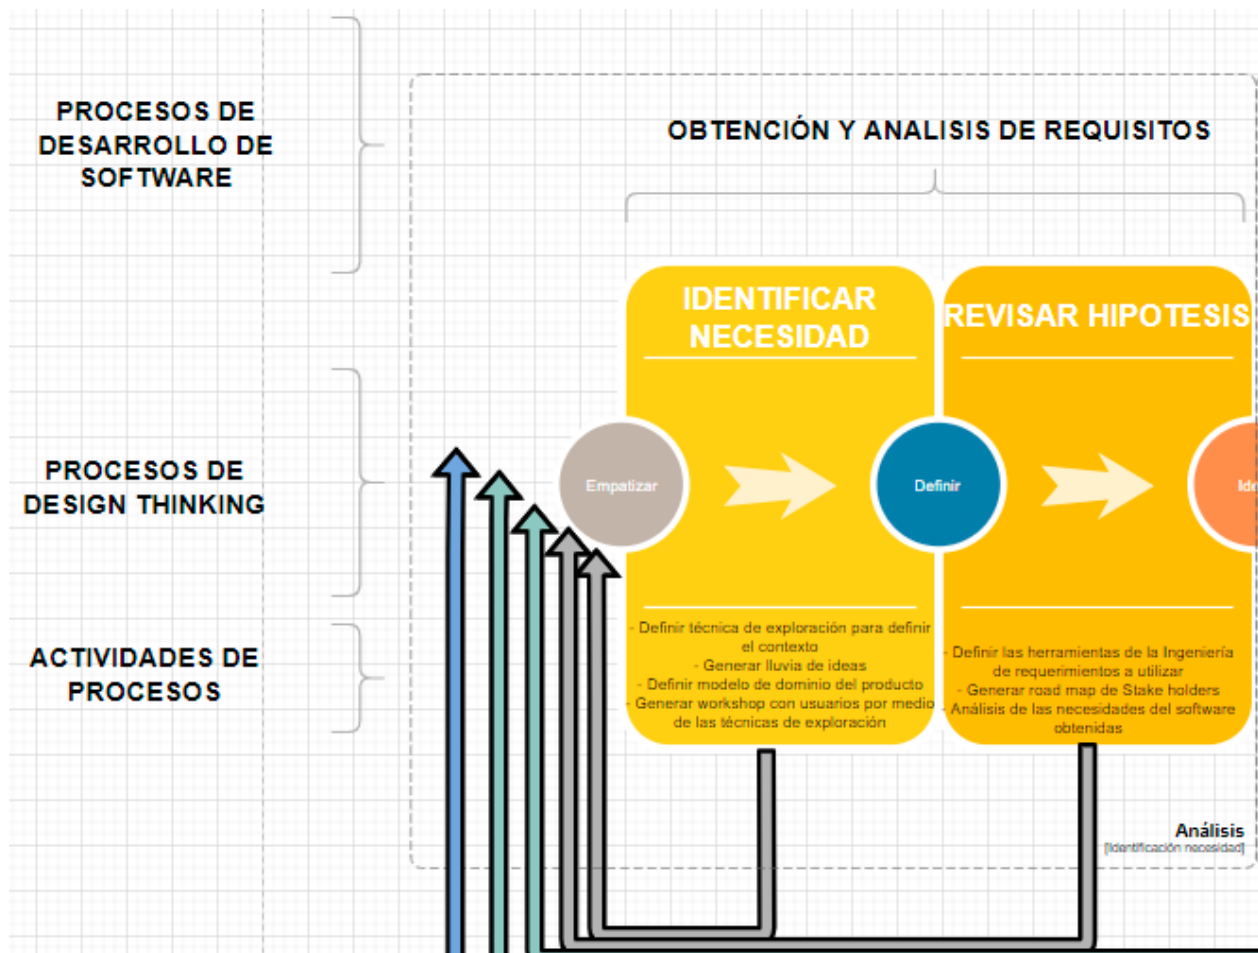 PROCESOS DE
DESARROLLO DE
SOFTWARE
OBTENCIÓN Y ANALISIS DE REQUISITOS
IDENTIFICAR
NECESIDAD
REVISAR HIPOTESIS
PROCESOS DE
DESIGN THINKING
Empatizar
Definir
ACTIVIDADES DE
PROCESOS
- Definir técnica de exploración para definir
el contexto
- Generar lluvia de ideas
- Definir modelo de dominio del producto
- Generar workshop con usuarios por medio
de las técnicas de exploración
- Definir las herramientas de la Ingeniería
de requerimientos a utilizar
- Generar road map de Stake holders
- Análisis de las necesidades del software
obtenidas
Análisis
[Identificación necesidad]